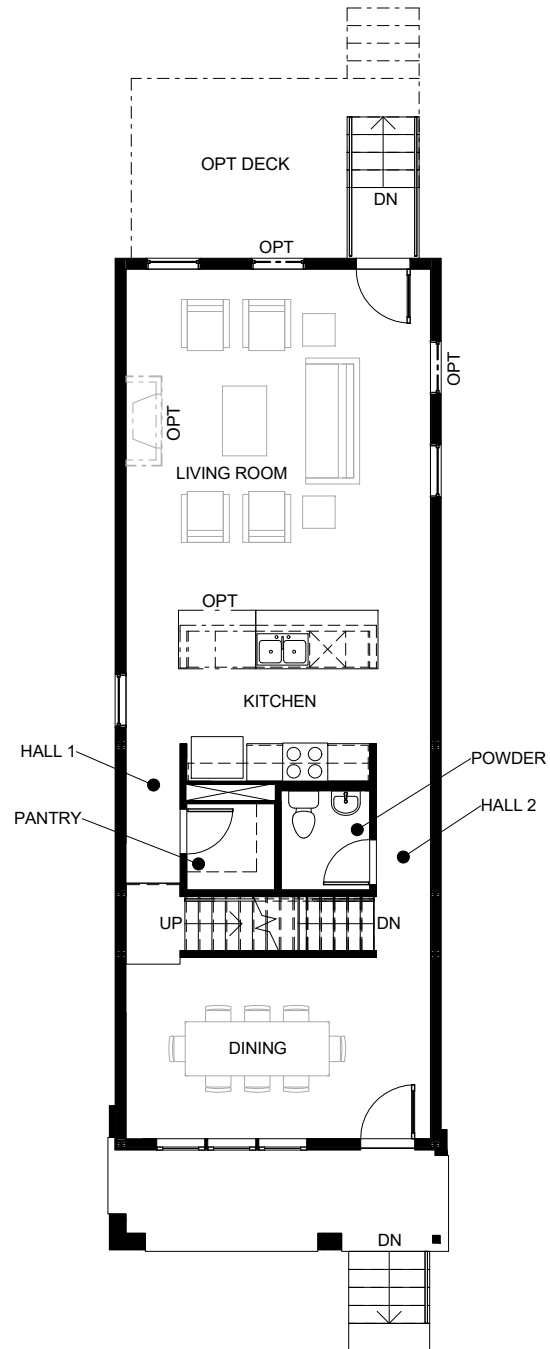 OPT DECK
DN
OPT
OPT
OPT
LIVING ROOM
OPT
KITCHEN
HALL 1
POWDER
HALL 2
PANTRY
UP
DN
DINING
DN